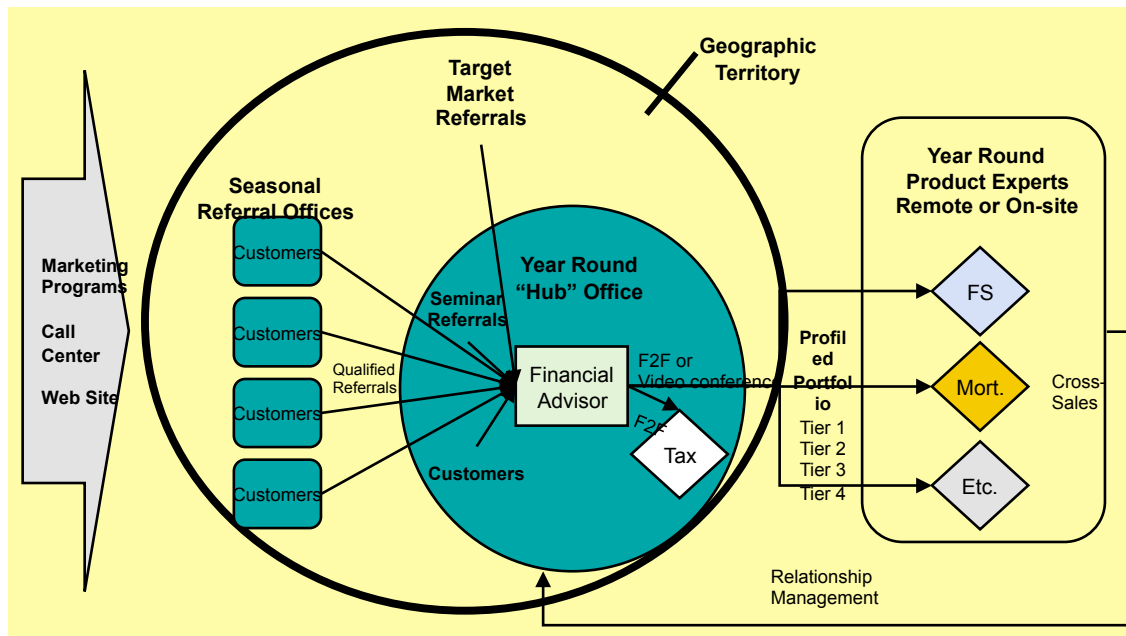 Geographic
Territory
Target
Market
Referrals
Year Round
Product Experts
Remote or On-site
Seasonal
Referral Offices
Customers
Customers
Customers
Customers
Marketing
Programs
Call
Center
Web Site
Year Round
“Hub” Office
Seminar
Referrals
Qualified
Referrals
Financial
Advisor
F2F or
Video conference
F2F
Tax
Customers
Profil
ed
Portfol
io
Tier 1
Tier 2
Tier 3
Tier 4
FS
Mort.
Etc.
Cross-
Sales
Relationship
Management